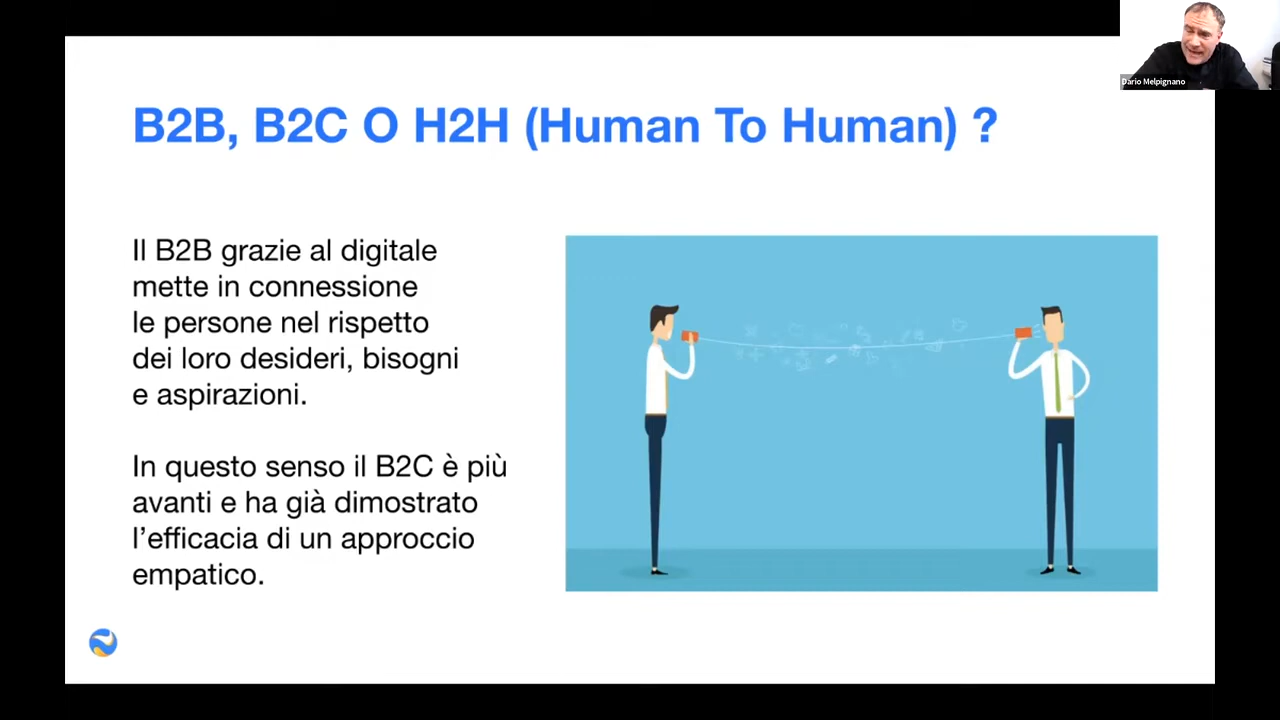 Dario Melpignano
B2B, B2C O H2H (Human To Human) ?
Il B2B grazie al digitale
mette in connessione
le persone nel rispetto
dei loro desideri, bisogni
e aspirazioni.
In questo senso il B2C è più
avanti e ha già dimostrato
l’efficacia di un approccio
empatico.